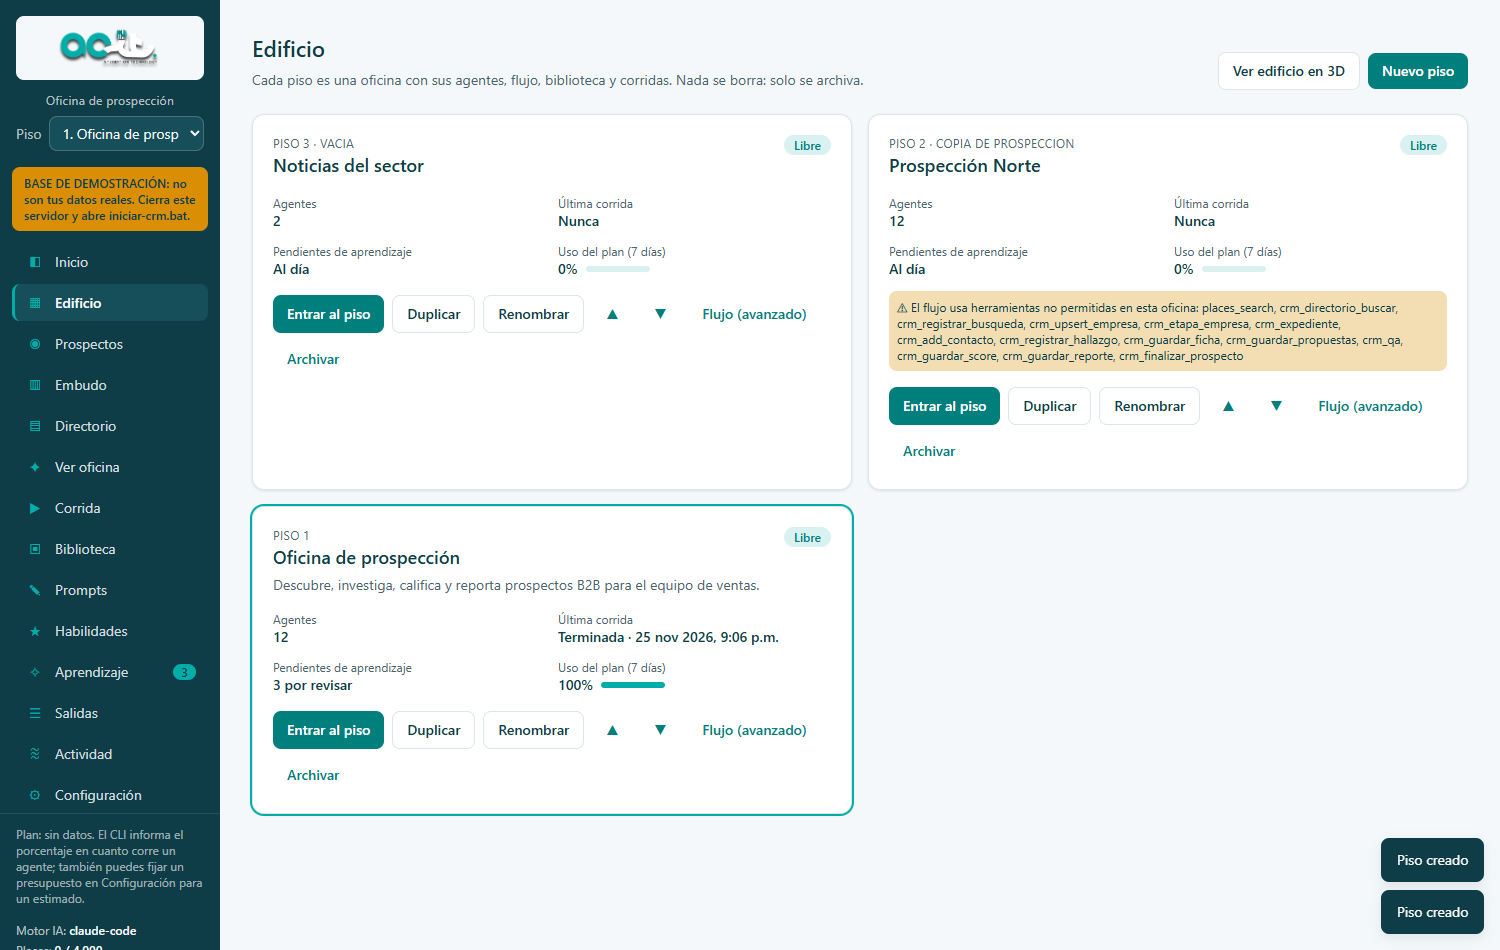 acit.
Oficina de prospección
Piso
1. Oficina de prosp
BASE DE DEMOSTRACIÓN: no
son tus datos reales. Cierra este
servidor y abre iniciar-crm.bat.
Inicio
Edificio
Prospectos
Embudo
Directorio
Ver oficina
Corrida
Biblioteca
Prompts
Habilidades
Aprendizaje 3
Salidas
Actividad
Configuración
Plan: sin datos. El CLI informa el
porcentaje en cuanto corre un
agente; también puedes fijar un
presupuesto en Configuración para
un estimado.
Motor IA: claude-code
Edificio
Cada piso es una oficina con sus agentes, flujo, biblioteca y corridas. Nada se borra: solo se archiva.
Ver edificio en 3D
Nuevo piso
PISO 3 · VACIA
Libre
Noticias del sector
Agentes
2
Última corrida
Nunca
Pendientes de aprendizaje
Al día
Uso del plan (7 días)
0%
Entrar al piso
Duplicar
Renombrar
▲
▼
Flujo (avanzado)
Archivar
PISO 2 · COPIA DE PROSPECCION
Libre
Prospección Norte
Agentes
12
Última corrida
Nunca
Pendientes de aprendizaje
Al día
Uso del plan (7 días)
0%
⚠ El flujo usa herramientas no permitidas en esta oficina: places_search, crm_directorio_buscar,
crm_registrar_busqueda, crm_upsert_empresa, crm_etapa_empresa, crm_expediente,
crm_add_contacto, crm_registrar_hallazgo, crm_guardar_ficha, crm_guardar_propuestas, crm_qa,
crm_guardar_score, crm_guardar_reporte, crm_finalizar_prospecto
Entrar al piso
Duplicar
Renombrar
▲
▼
Flujo (avanzado)
Archivar
PISO 1
Libre
Oficina de prospección
Descubre, investiga, califica y reporta prospectos B2B para el equipo de ventas.
Agentes
12
Última corrida
Terminada · 25 nov 2026, 9:06 p.m.
Pendientes de aprendizaje
3 por revisar
Uso del plan (7 días)
100%
Entrar al piso
Duplicar
Renombrar
▲
▼
Flujo (avanzado)
Archivar
Piso creado
Piso creado